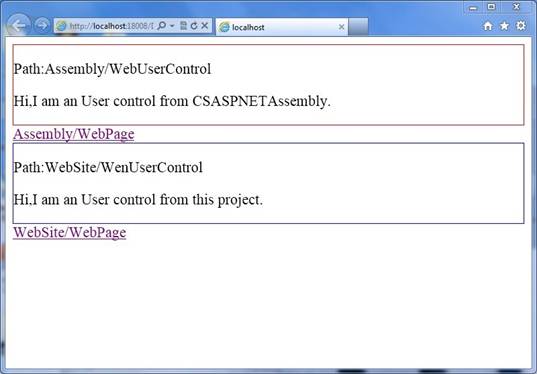 http://localhost:18008/D
localhost
Path:Assembly/WebUserControl
Hi,I am an User control from CSASPNETAssembly.
Assembly/WebPage
Path:WebSite/WenUserControl
Hi,I am an User control from this project.
WebSite/WebPage